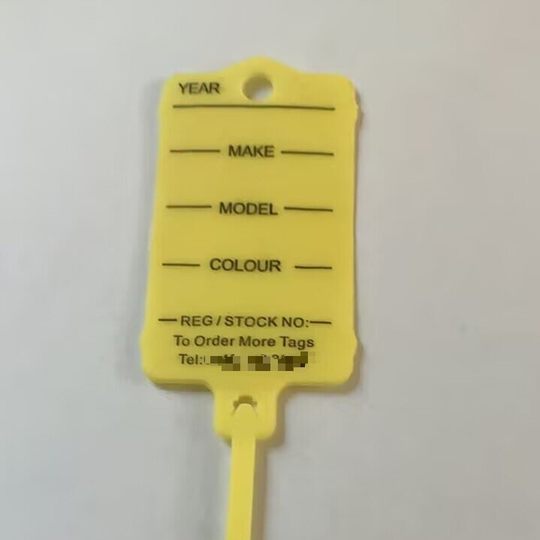 YEAR
MAKE
MODEL
COLOUR
REG / STOCK NO:
To Order More Tags
Tel: